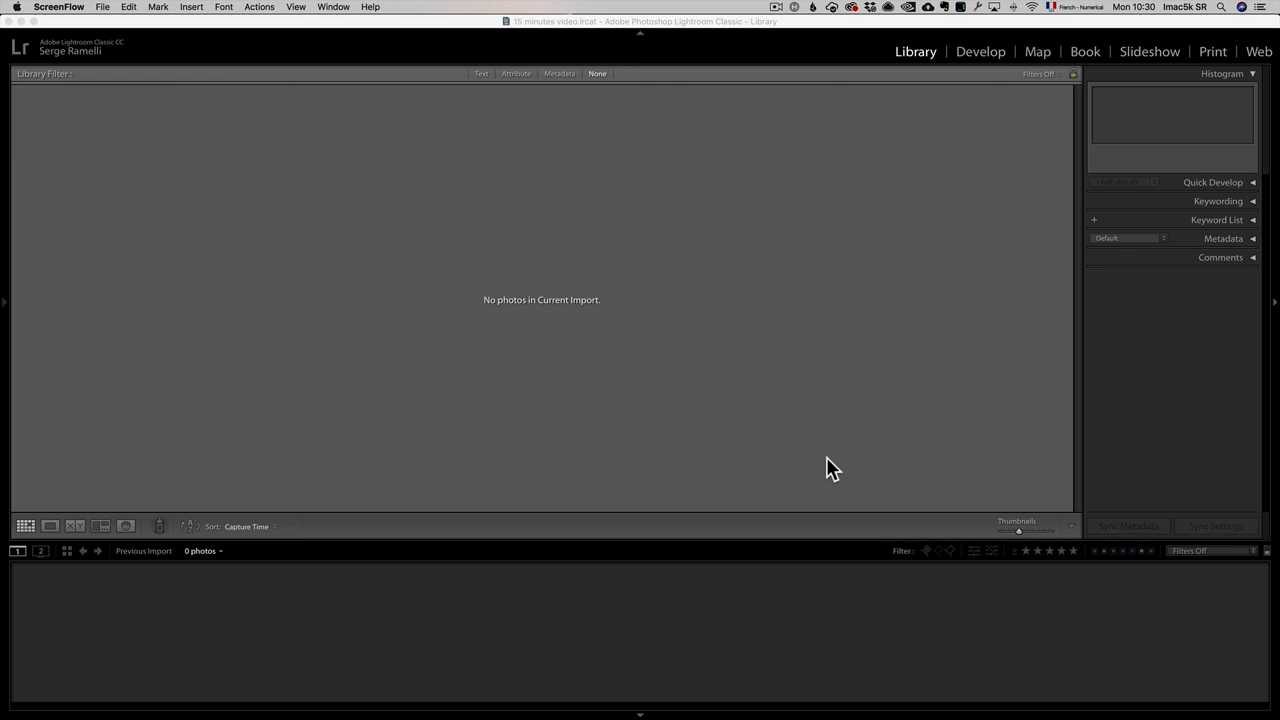 ScreenFlow File Edit Mark Insert Font Actions View Window Help French - Numerical Mon 10:30 Imac5k SR
15 minutes video.lrcat - Adobe Photoshop Lightroom Classic - Library
Lr Adobe Lightroom Classic CC
Serge Ramelli
Library | Develop | Map | Book | Slideshow | Print | Web
Library Filter : Text Attribute Metadata None Filters Off
Histogram
Quick Develop
Keywording
+ Keyword List
Default Metadata
Comments
No photos in Current Import.
Sort: Capture Time
Thumbnails
Sync Metadata Sync Settings
1 2 Previous Import 0 photos Filter : Filters Off